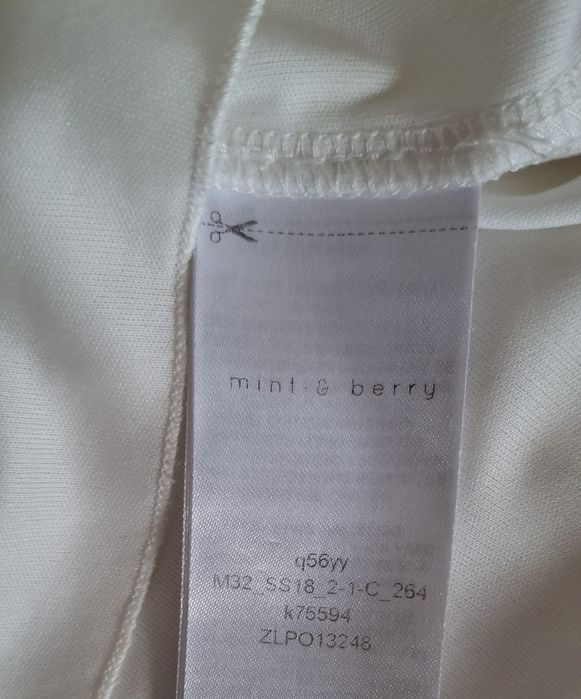 mint & berry
q56yy
M32_SS18_2-1-C_264
k75594
ZLPO13248